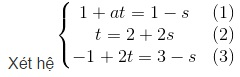 1 + at = 1 − s (1)
Xét hệ { t = 2 + 2s (2)
−1 + 2t = 3 − s (3)